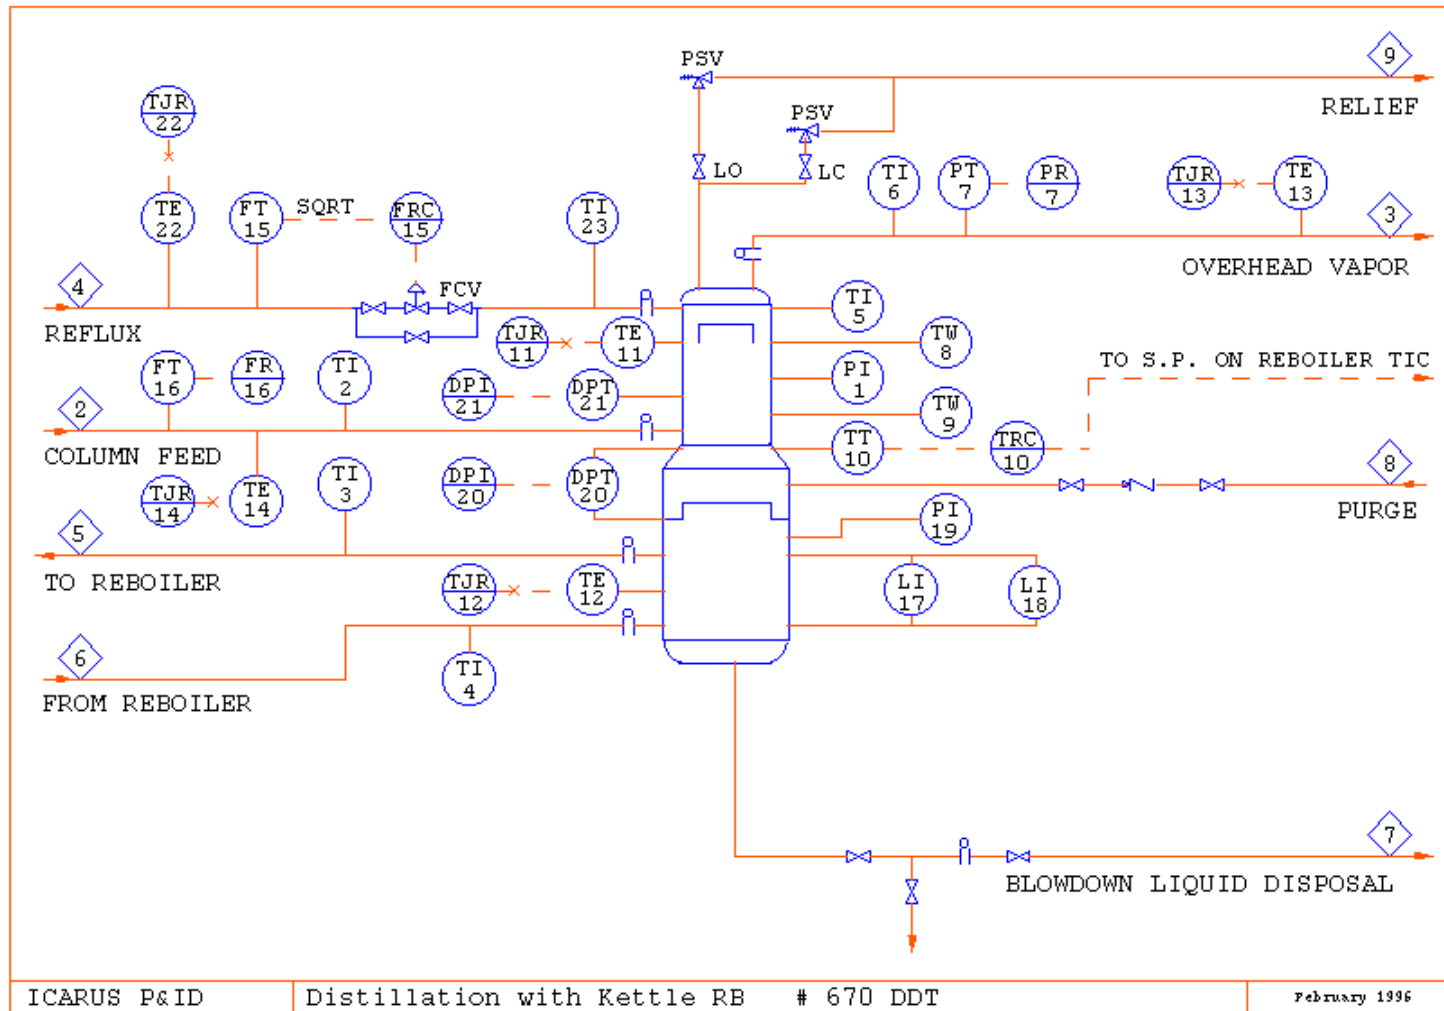 9
PSV
RELIEF
TJR
22
PSV
LO
LC
TI
6
PT
7
PR
7
TJR
13
TE
13
3
OVERHEAD VAPOR
TE
22
FT
15
SQRT
FRC
15
TI
23
4
FCV
REFLUX
TI
5
TJR
11
TE
11
TW
8
TO S.P. ON REBOILER TIC
FT
16
FR
16
TI
2
DPI
21
DPT
21
PI
1
2
COLUMN FEED
TW
9
TT
10
TRC
10
TJR
14
TE
14
TI
3
DPI
20
DPT
20
8
PURGE
PI
19
5
TO REBOILER
TJR
12
TE
12
LI
17
LI
18
6
FROM REBOILER
TI
4
7
BLOWDOWN LIQUID DISPOSAL
ICARUS P&ID
Distillation with Kettle RB # 670 DDT
February 1996